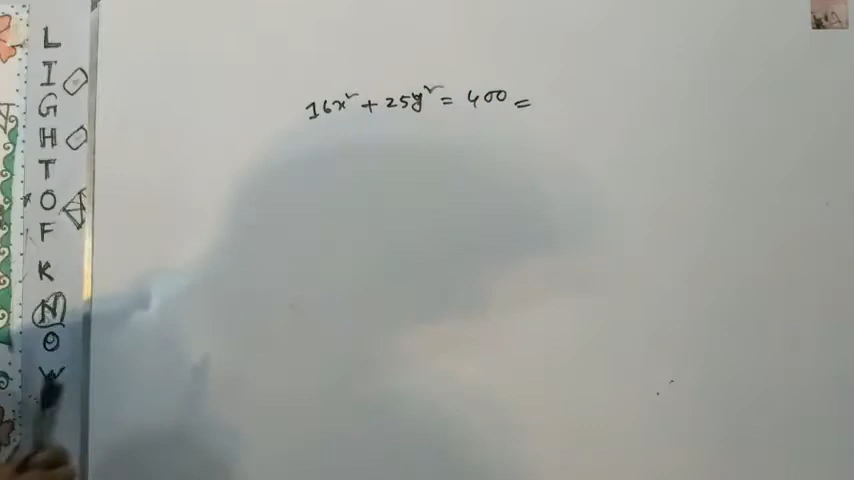 L
I
G
H
T
O
F
K
N
O
W
16x² + 25y² = 400 =